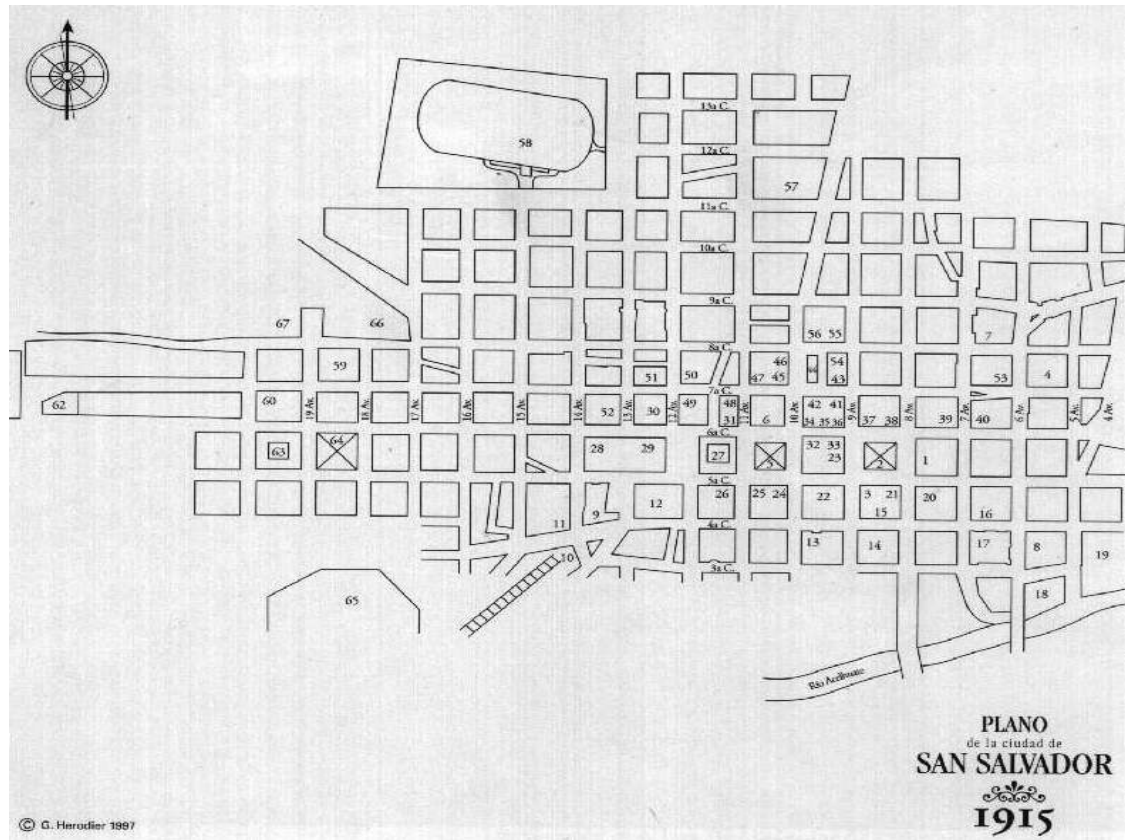 13a C.
58
12a C.
57
11a C.
10a C.
9a C.
67 66 56 55 7
8a C.
59 46 54
51 50 47 45 43 53 4
7a C.
60 19 Av. 18 Av. 17 Av. 16 Av. 15 Av. 14 Av. 13 Av. 12 Av. 49 48 11 Av. 10 Av. 42 41 9 Av. 8 Av. 7 Av. 6 Av. 5 Av. 4 Av.
62 52 30 31 6 34 35 36 37 38 39 40
6a C.
64 28 29 32 33
63 27 5 23 2 1
5a C.
12 26 25 24 22 3 21 20
11 9 15 16
4a C.
10 13 14 17 8 19
3a C.
65 18
Río Acelhuate
PLANO
de la ciudad de
SAN SALVADOR
1915
© G. Herodier 1997